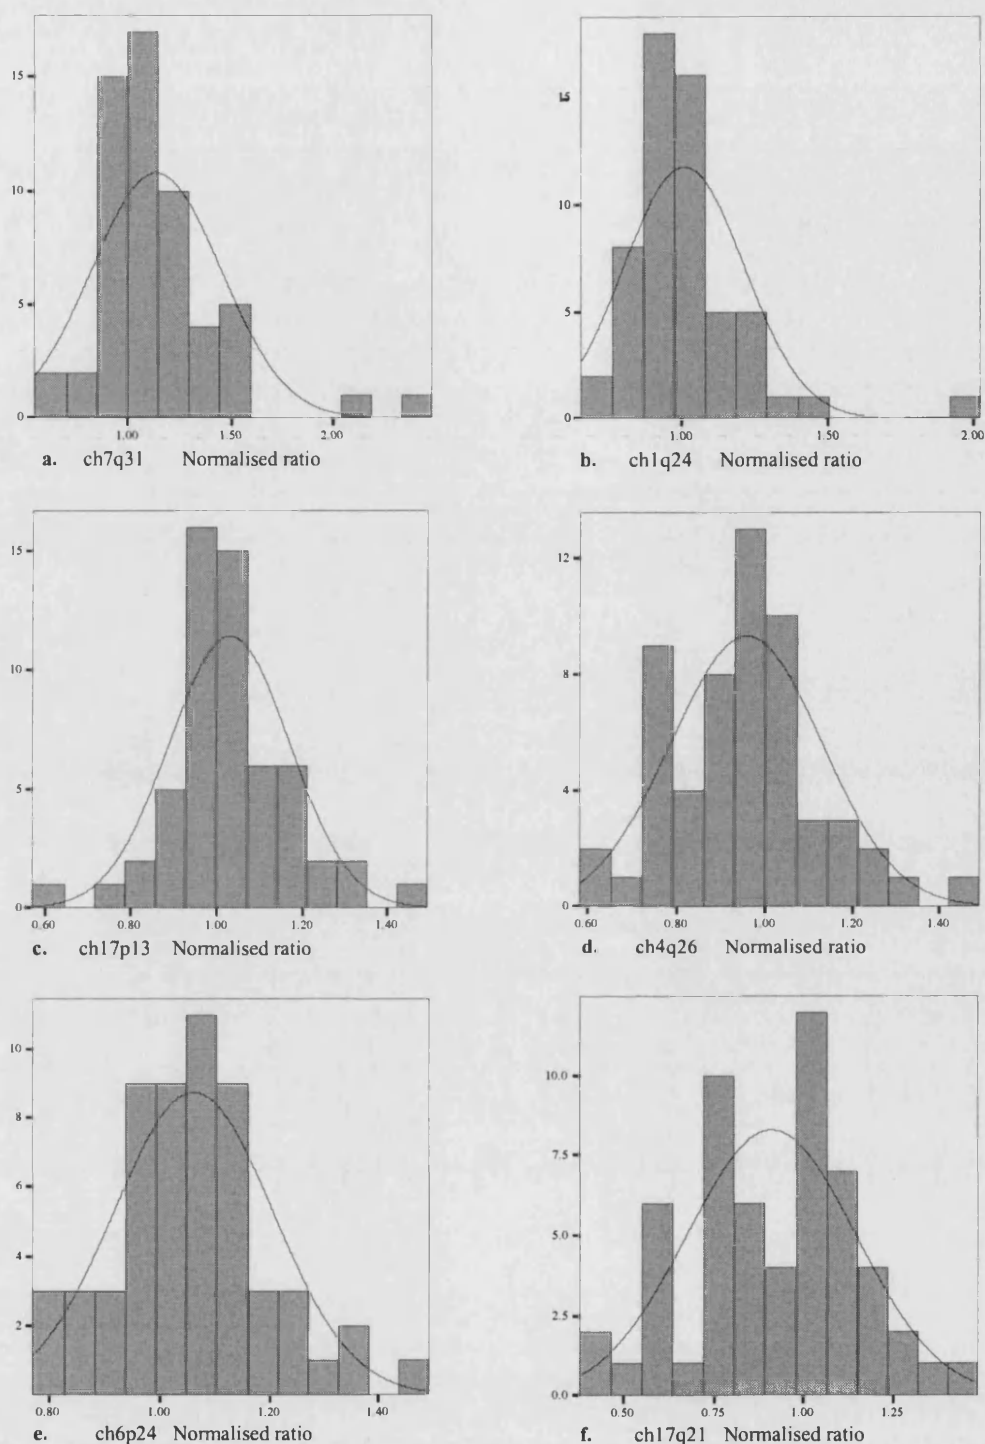 15
10
5
0
1.00 1.50 2.00
a. ch7q31 Normalised ratio
15
10
5
0
1.00 1.50 2.00
b. ch1q24 Normalised ratio
15
10
5
0
0.60 0.80 1.00 1.20 1.40
c. ch17p13 Normalised ratio
12
9
6
4
0
0.60 0.80 1.00 1.20 1.40
d. ch4q26 Normalised ratio
10
8
6
4
2
0.80 1.00 1.20 1.40
e. ch6p24 Normalised ratio
10.0
7.5
5.0
2.5
0.0
0.50 0.75 1.00 1.25
f. ch17q21 Normalised ratio